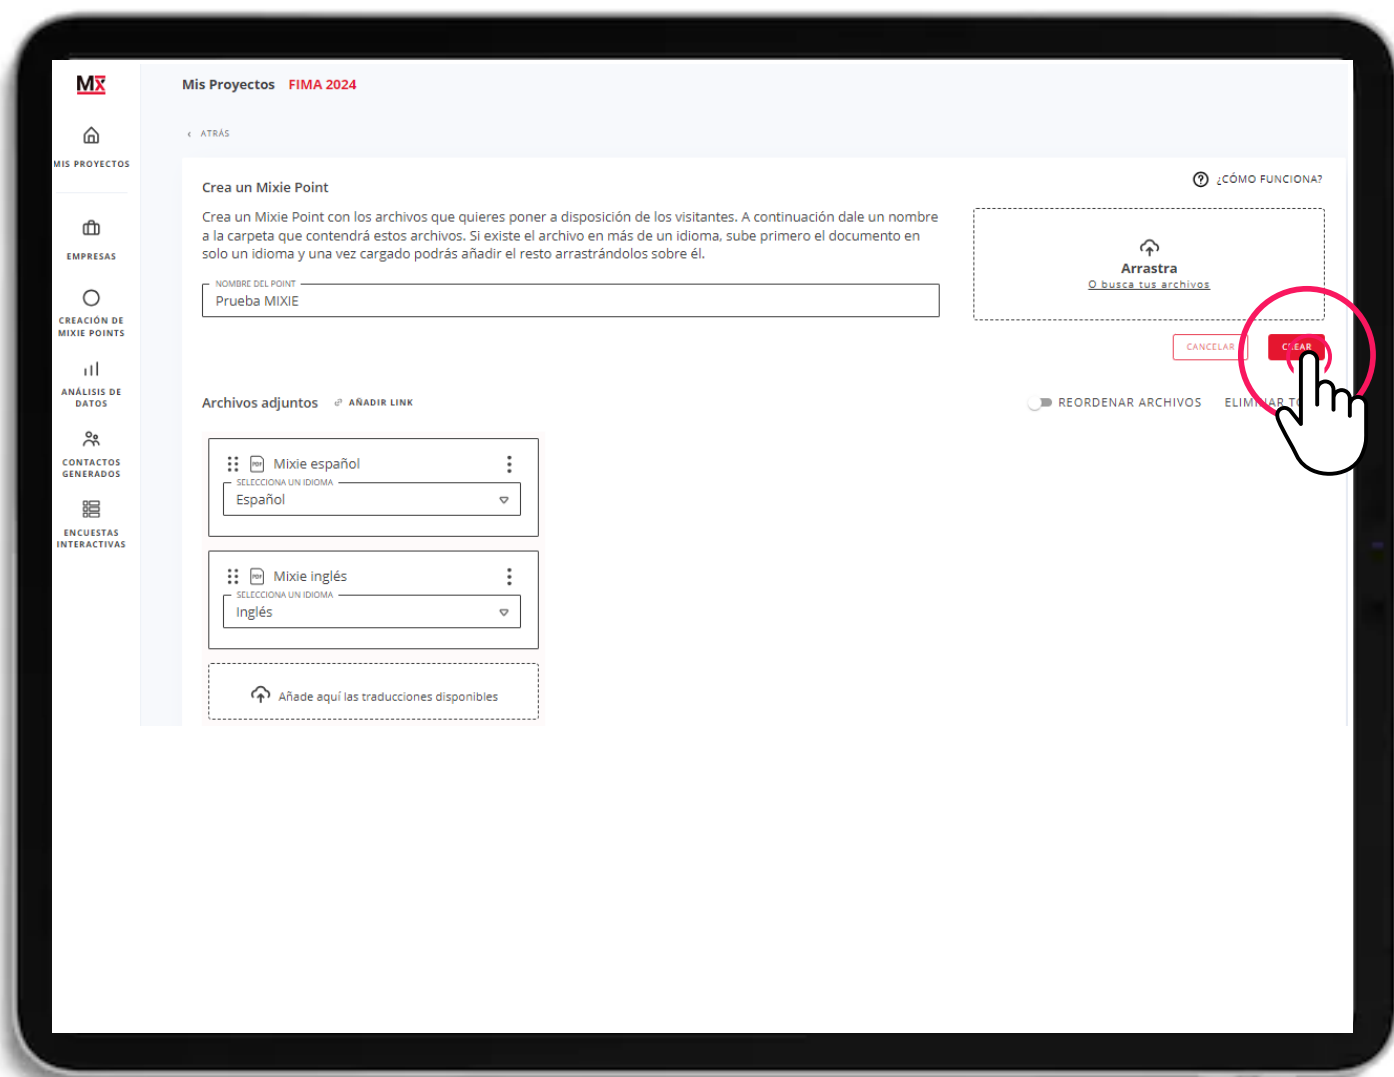 MX
Mis Proyectos FIMA 2024
MIS PROYECTOS
‹ ATRÁS
EMPRESAS
CREACIÓN DE
MIXIE POINTS
ANÁLISIS DE
DATOS
CONTACTOS
GENERADOS
ENCUESTAS
INTERACTIVAS
¿CÓMO FUNCIONA?
Crea un Mixie Point
Crea un Mixie Point con los archivos que quieres poner a disposición de los visitantes. A continuación dale un nombre
a la carpeta que contendrá estos archivos. Si existe el archivo en más de un idioma, sube primero el documento en
solo un idioma y una vez cargado podrás añadir el resto arrastrándolos sobre él.
NOMBRE DEL POINT
Prueba MIXIE
Arrastra
O busca tus archivos
CANCELAR CREAR
Archivos adjuntos AÑADIR LINK
REORDENAR ARCHIVOS ELIMINAR
PDF Mixie español
SELECCIONA UN IDIOMA
Español
PDF Mixie inglés
SELECCIONA UN IDIOMA
Inglés
Añade aquí las traducciones disponibles